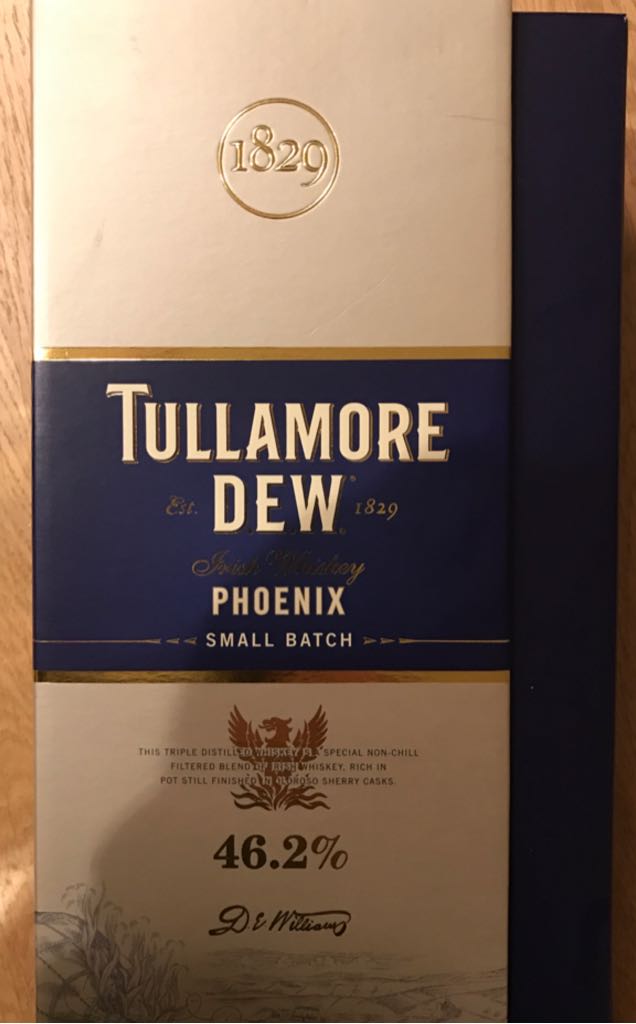 1829
TULLAMORE
Est. DEW® 1829
Irish Whiskey
PHOENIX
SMALL BATCH
THIS TRIPLE DISTILLED WHISKEY IS A SPECIAL NON-CHILL
FILTERED BLEND OF IRISH WHISKEY, RICH IN
POT STILL FINISHED IN OLOROSO SHERRY CASKS.
46.2%
D.E Williams